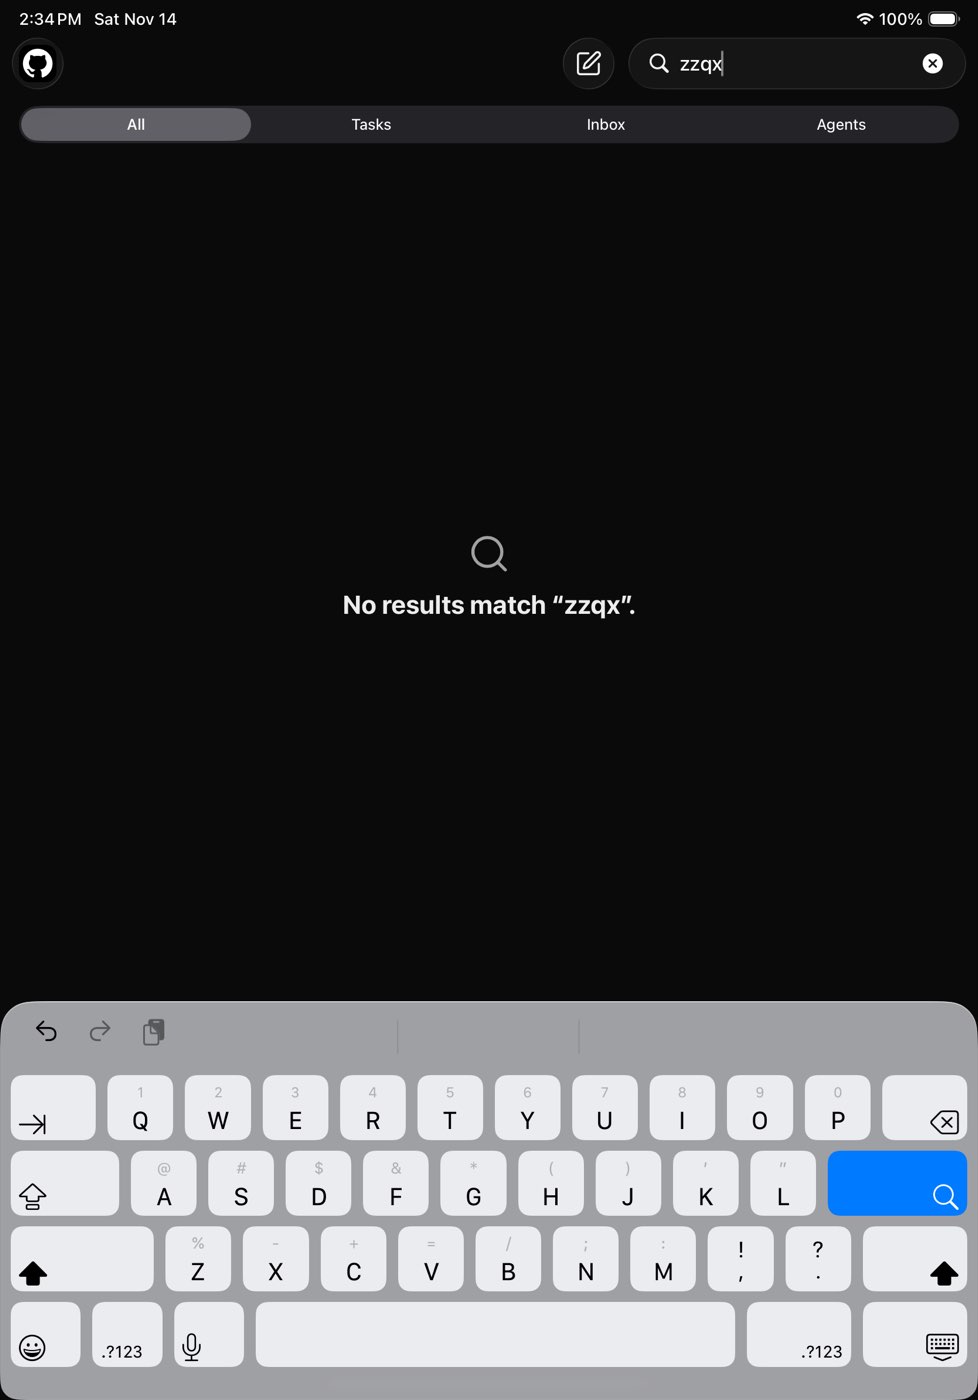 2:34 PM Sat Nov 14 100%
zzqx
All Tasks Inbox Agents
No results match “zzqx”.
1 2 3 4 5 6 7 8 9 0
Q W E R T Y U I O P
@ # $ & * ( ) ' "
A S D F G H J K L
% - + = / ; : ! ?
Z X C V B N M , .
.?123 .?123